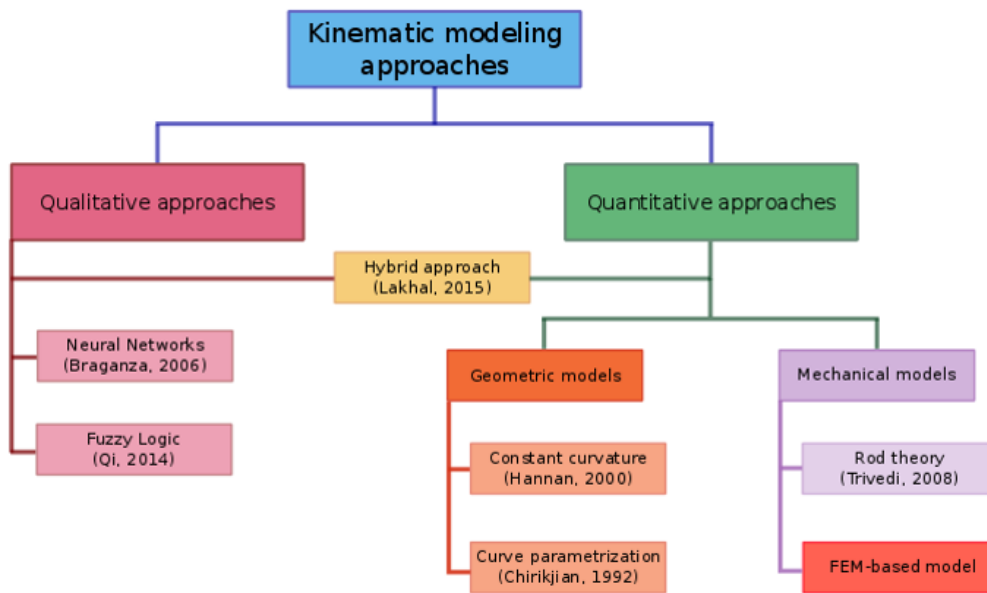 Kinematic modeling
approaches
Qualitative approaches
Quantitative approaches
Hybrid approach
(Lakhal, 2015)
Neural Networks
(Braganza, 2006)
Geometric models
Mechanical models
Fuzzy Logic
(Qi, 2014)
Constant curvature
(Hannan, 2000)
Rod theory
(Trivedi, 2008)
Curve parametrization
(Chirikjian, 1992)
FEM-based model